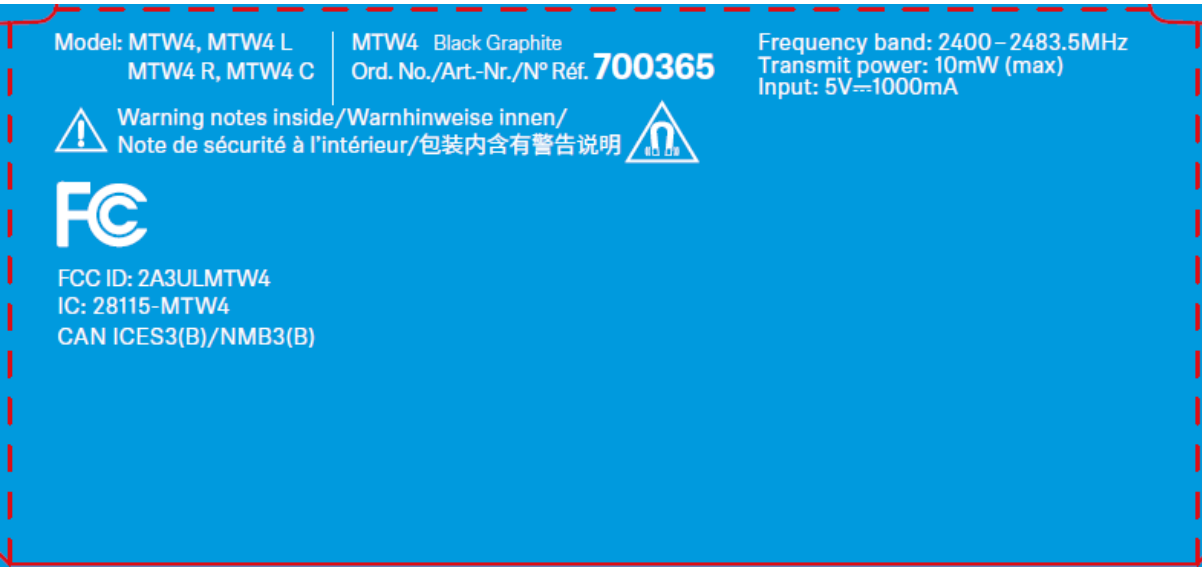 Model: MTW4, MTW4 L
MTW4 R, MTW4 C
MTW4 Black Graphite
Ord. No./Art.-Nr./Nº Réf. 700365
Frequency band: 2400–2483.5MHz
Transmit power: 10mW (max)
Input: 5V⎓1000mA
Warning notes inside/Warnhinweise innen/
Note de sécurité à l'intérieur/包装内含有警告说明
FC
FCC ID: 2A3ULMTW4
IC: 28115-MTW4
CAN ICES3(B)/NMB3(B)